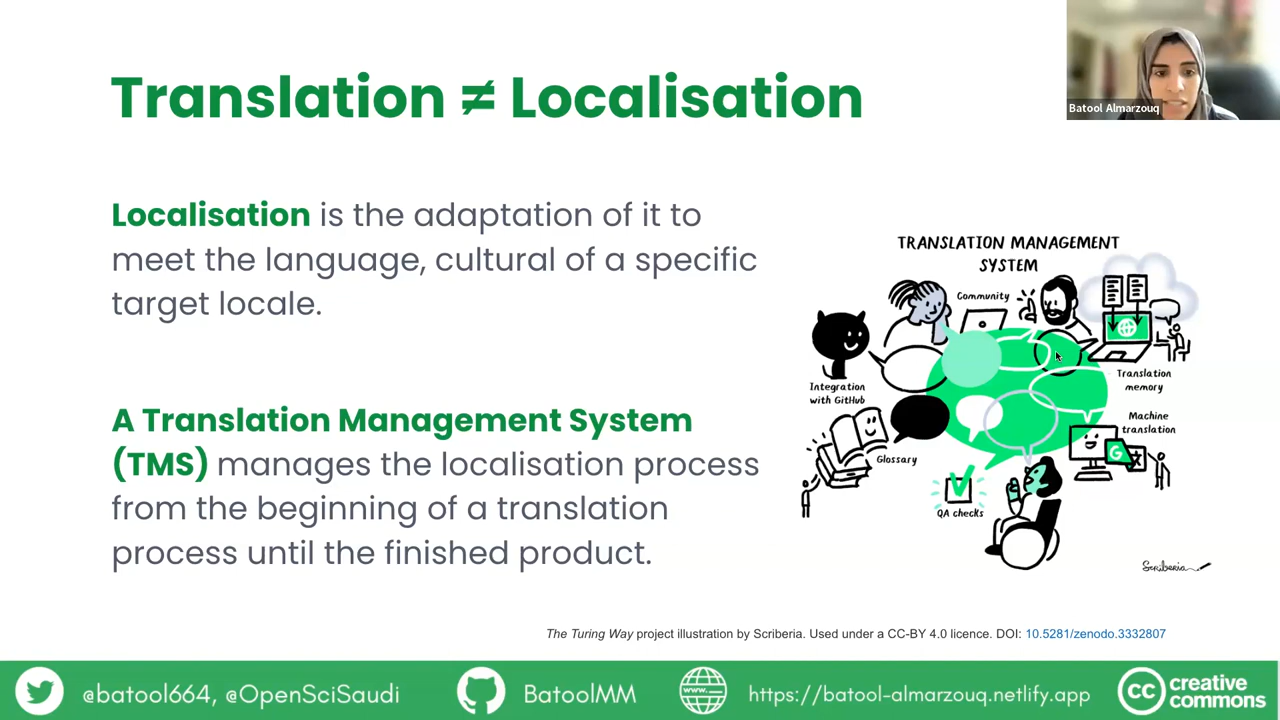 Translation ≠ Localisation
Batool Almarzouq
Localisation is the adaptation of it to
meet the language, cultural of a specific
target locale.
A Translation Management System
(TMS) manages the localisation process
from the beginning of a translation
process until the finished product.
TRANSLATION MANAGEMENT
SYSTEM
Community
Integration
with GitHub
Translation
memory
Machine
translation
G
Glossary
QA checks
Scriberia
The Turing Way project illustration by Scriberia. Used under a CC-BY 4.0 licence. DOI: 10.5281/zenodo.3332807
@batool664, @OpenSciSaudi
BatoolMM
www.
https://batool-almarzouq.netlify.app
cc
creative
commons